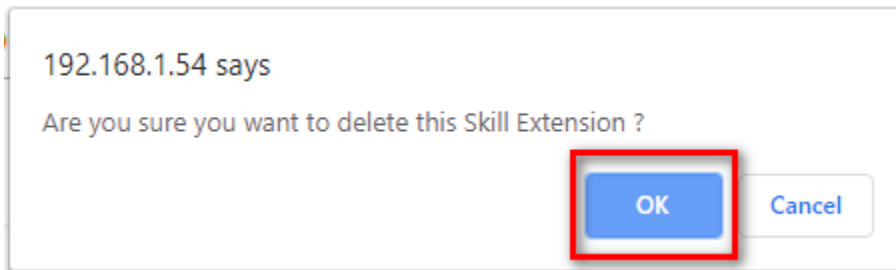 192.168.1.54 says
Are you sure you want to delete this Skill Extension ?
OK Cancel